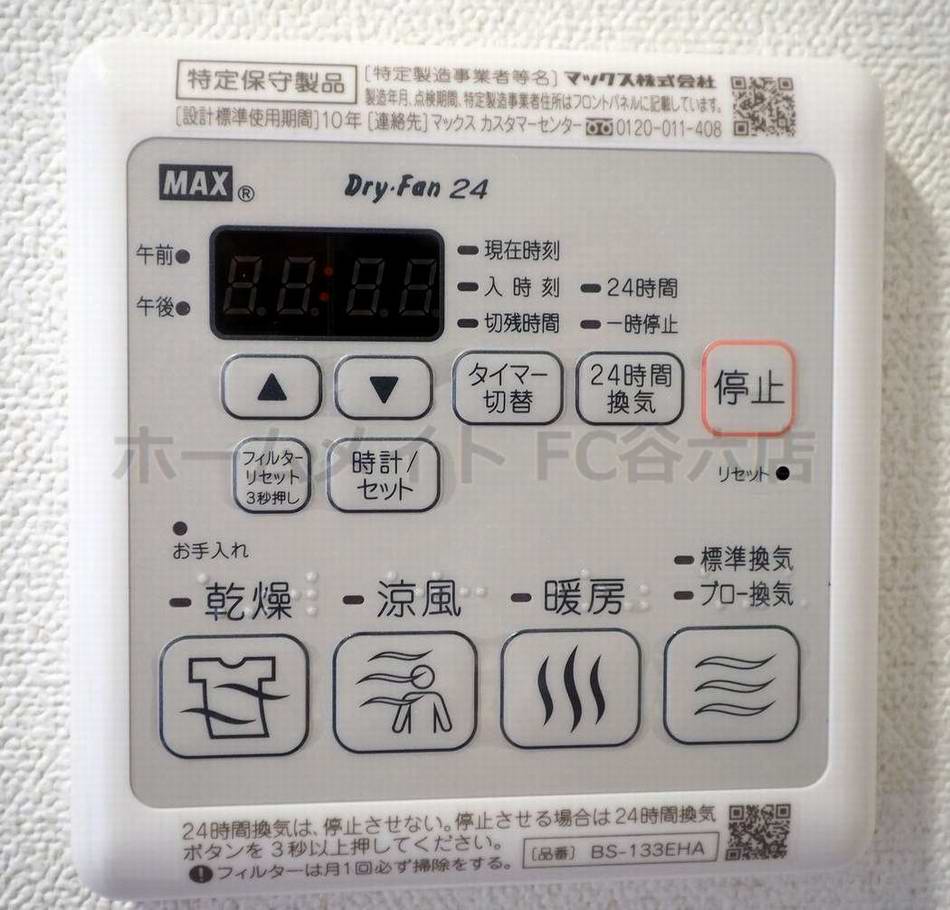 特定保守製品 [特定製造事業者等名] マックス株式会社
製造年月、点検期間、特定製造事業者住所はフロントパネルに記載しています。
[設計標準使用期間]10年 [連絡先]マックス カスタマーセンター 0120-011-408
MAX® Dry・Fan 24
午前
午後
88:88
現在時刻
入時刻 24時間
切残時間 一時停止
▲ ▼
タイマー
切替
24時間
換気
停止
フィルター
リセット
3秒押し
時計/
セット
リセット
ホームメイト FC谷六店
お手入れ
標準換気
ブロー換気
乾燥 涼風 暖房
24時間換気は、停止させない。停止させる場合は24時間換気
ボタンを3秒以上押してください。
[品番] BS-133EHA
!フィルターは月1回必ず掃除をする。